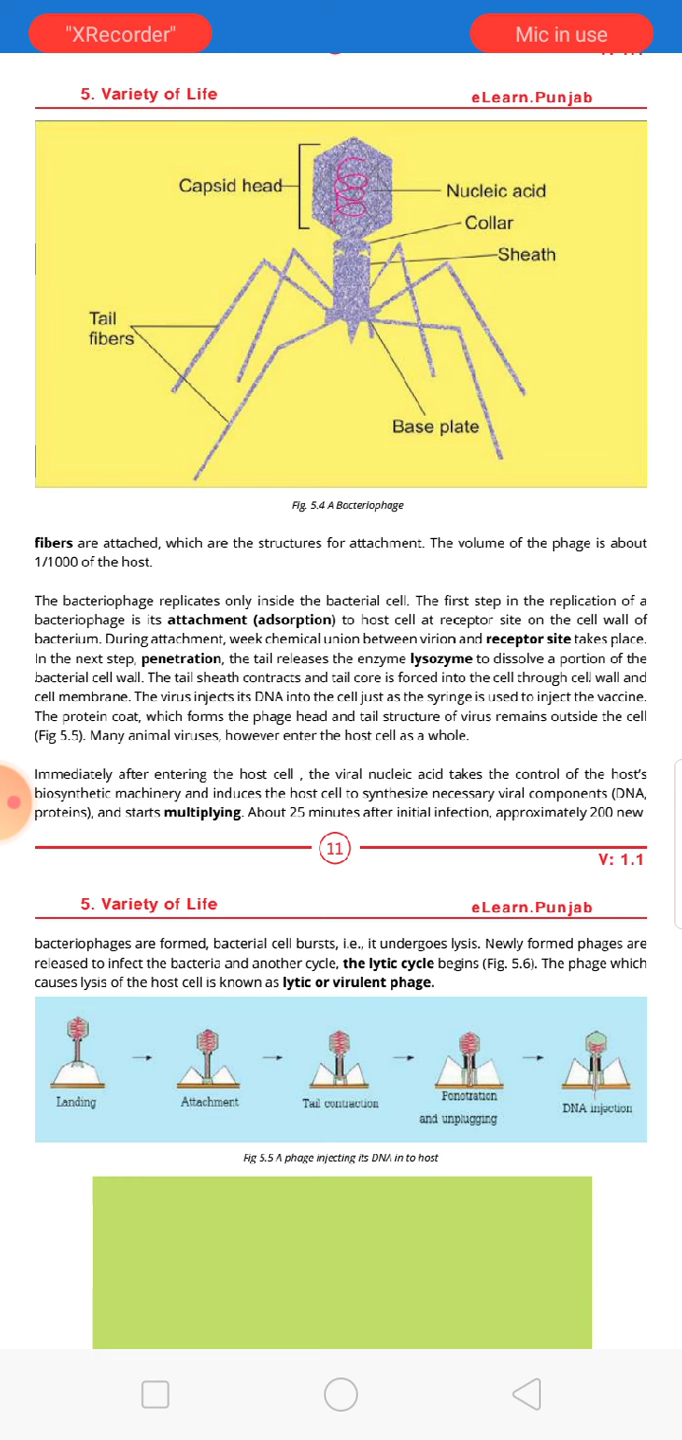 "XRecorder"
Mic in use
5. Variety of Life
eLearn.Punjab
Capsid head
Nucleic acid
Collar
Sheath
Tail
fibers
Base plate
Fig. 5.4 A Bacteriophage
fibers are attached, which are the structures for attachment. The volume of the phage is about
1/1000 of the host.
The bacteriophage replicates only inside the bacterial cell. The first step in the replication of a
bacteriophage is its attachment (adsorption) to host cell at receptor site on the cell wall of
bacterium. During attachment, week chemical union between virion and receptor site takes place.
In the next step, penetration, the tail releases the enzyme lysozyme to dissolve a portion of the
bacterial cell wall. The tail sheath contracts and tail core is forced into the cell through cell wall and
cell membrane. The virus injects its DNA into the cell just as the syringe is used to inject the vaccine.
The protein coat, which forms the phage head and tail structure of virus remains outside the cell
(Fig 5.5). Many animal viruses, however enter the host cell as a whole.
Immediately after entering the host cell , the viral nucleic acid takes the control of the host's
biosynthetic machinery and induces the host cell to synthesize necessary viral components (DNA,
proteins), and starts multiplying. About 25 minutes after initial infection, approximately 200 new
11
V: 1.1
5. Variety of Life
eLearn.Punjab
bacteriophages are formed, bacterial cell bursts, i.e., it undergoes lysis. Newly formed phages are
released to infect the bacteria and another cycle, the lytic cycle begins (Fig. 5.6). The phage which
causes lysis of the host cell is known as lytic or virulent phage.
Landing
Attachment
Tail contraction
Penetration
and unplugging
DNA injection
Fig 5.5 A phage injecting its DNA in to host